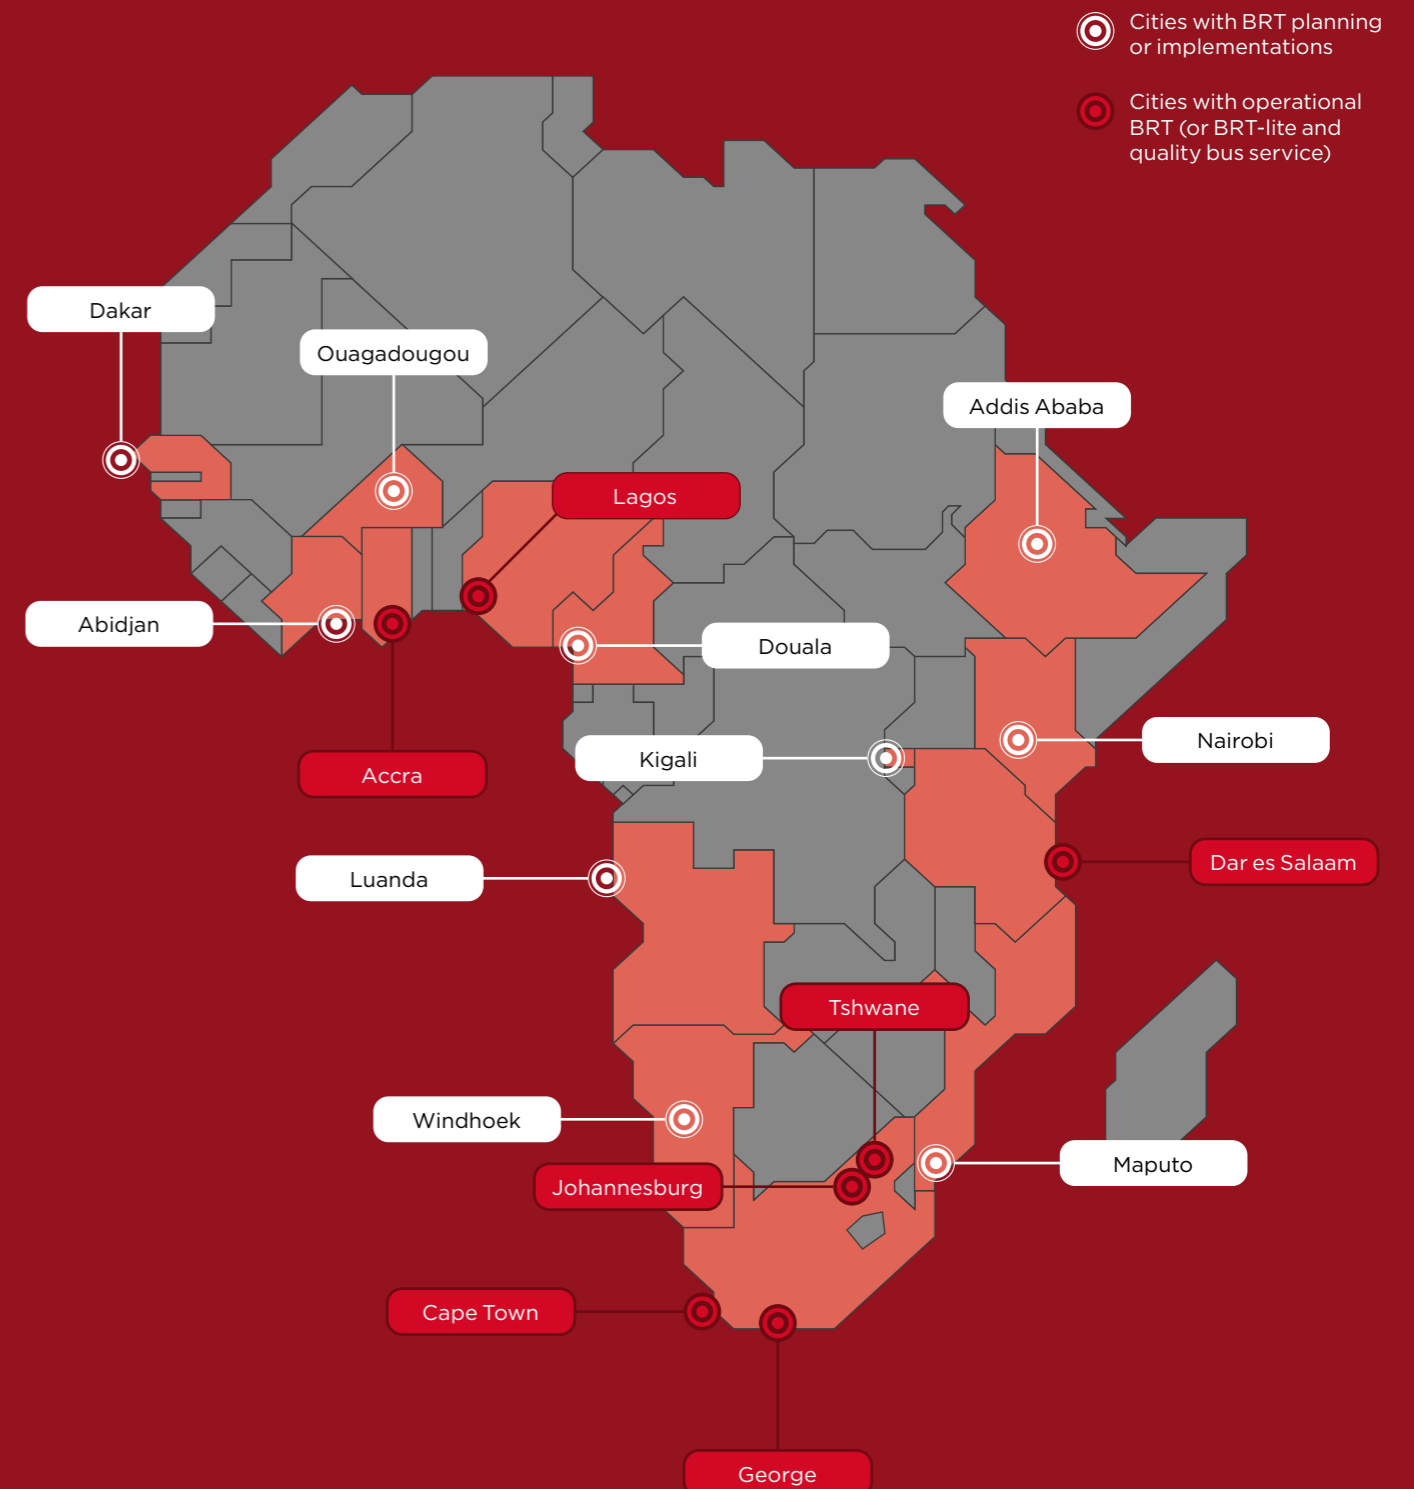 Cities with BRT planning
or implementations
Cities with operational
BRT (or BRT-lite and
quality bus service)
Dakar
Ouagadougou
Addis Ababa
Lagos
Abidjan
Douala
Nairobi
Kigali
Accra
Dar es Salaam
Luanda
Tshwane
Windhoek
Maputo
Johannesburg
Cape Town
George